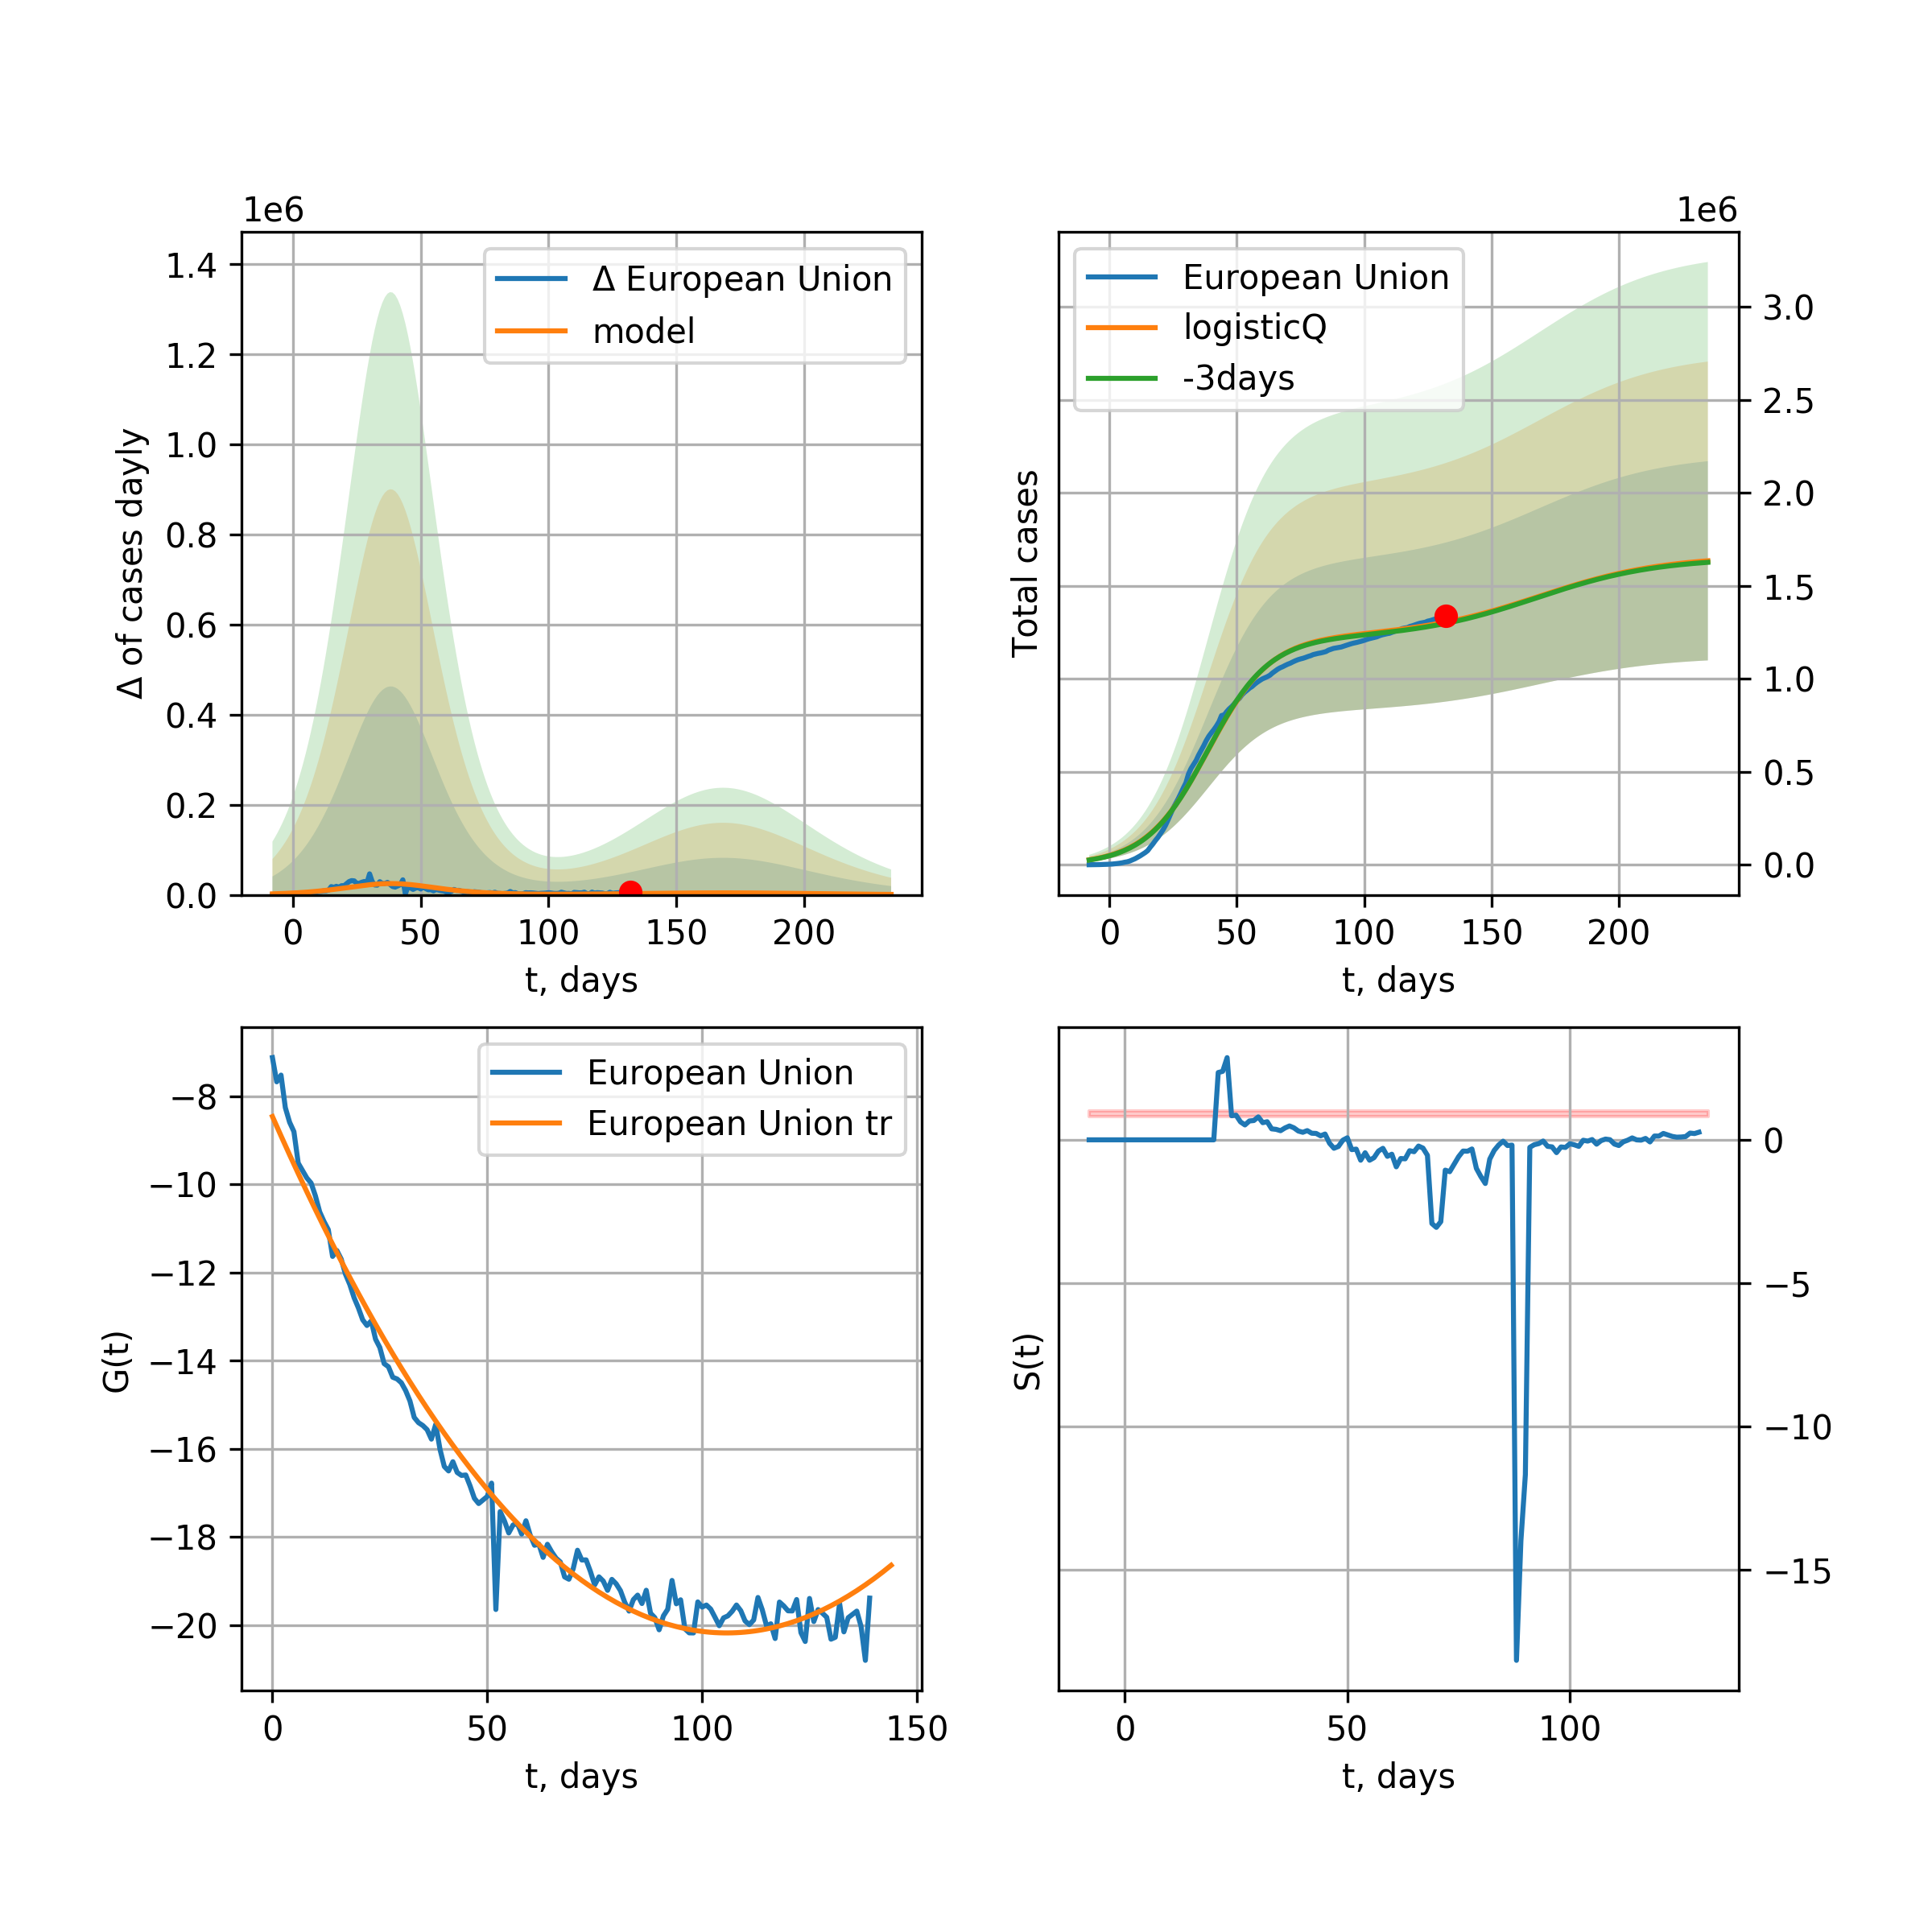 1e6
Δ of cases dayly
1.4
1.2
1.0
0.8
0.6
0.4
0.2
0.0
Δ European Union
model
0 50 100 150 200
t, days
1e6
Total cases
European Union
logisticQ
-3days
3.0
2.5
2.0
1.5
1.0
0.5
0.0
0 50 100 150 200
t, days
G(t)
−8
−10
−12
−14
−16
−18
−20
European Union
European Union tr
0 50 100 150
t, days
S(t)
0
−5
−10
−15
0 50 100
t, days